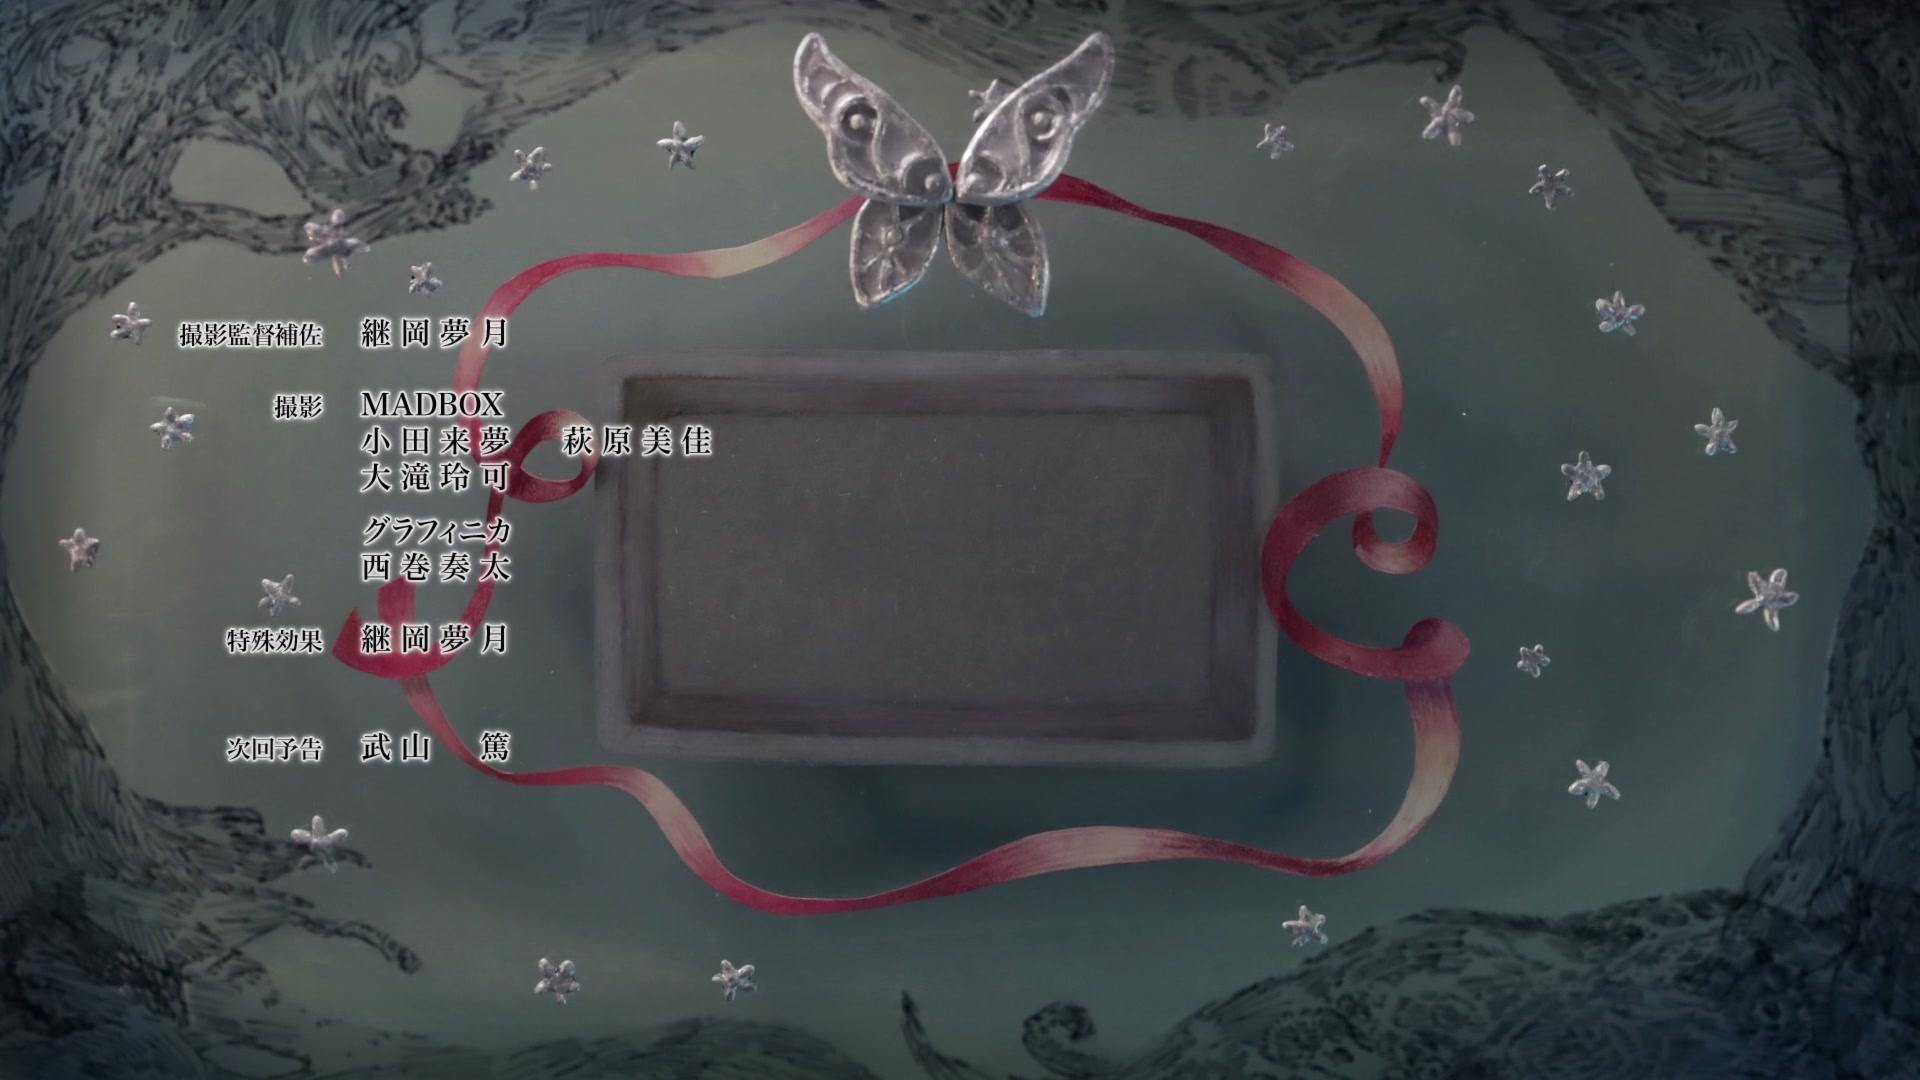 撮影監督補佐 継岡夢月
撮影 MADBOX
小田来夢 萩原美佳
大滝玲可
グラフィニカ
西巻奏太
特殊効果 継岡夢月
次回予告 武山 篤